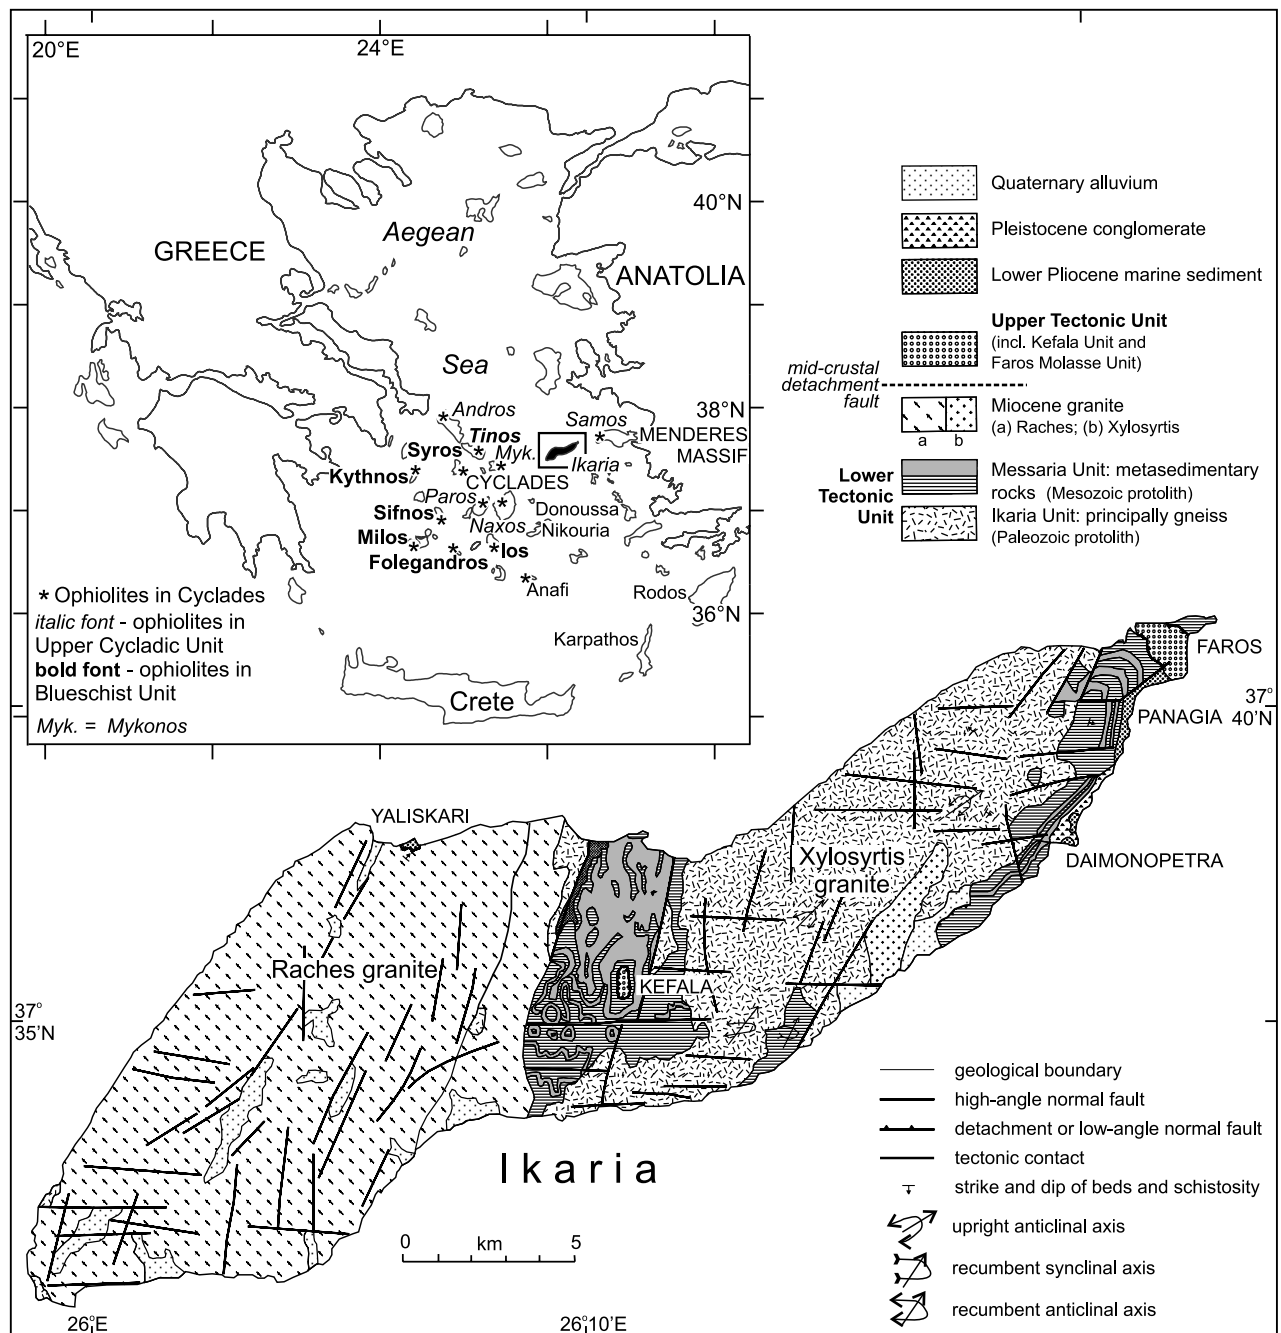 20°E
24°E
40°N
Aegean
GREECE
ANATOLIA
Sea
38°N
Andros
Samos
Tinos
MENDERES
MASSIF
Syros
Myk.
Ikaria
Kythnos
CYCLADES
Paros
Donoussa
Sifnos
Naxos
Nikouria
Milos
Ios
Folegandros
Anafi
Rodos
36°N
Karpathos
Crete
* Ophiolites in Cyclades
italic font - ophiolites in
Upper Cycladic Unit
bold font - ophiolites in
Blueschist Unit
Myk. = Mykonos
Quaternary alluvium
Pleistocene conglomerate
Lower Pliocene marine sediment
Upper Tectonic Unit
(incl. Kefala Unit and
Faros Molasse Unit)
mid-crustal
detachment
fault
Miocene granite
(a) Raches; (b) Xylosyrtis
a b
Lower
Tectonic
Unit
Messaria Unit: metasedimentary
rocks (Mesozoic protolith)
Ikaria Unit: principally gneiss
(Paleozoic protolith)
FAROS
37°
40'N
PANAGIA
YALISKARI
DAIMONOPETRA
Xylosyrtis
granite
Raches granite
KEFALA
37°
35'N
Ikaria
0 km 5
geological boundary
high-angle normal fault
detachment or low-angle normal fault
tectonic contact
strike and dip of beds and schistosity
upright anticlinal axis
recumbent synclinal axis
recumbent anticlinal axis
26°E
26°10'E